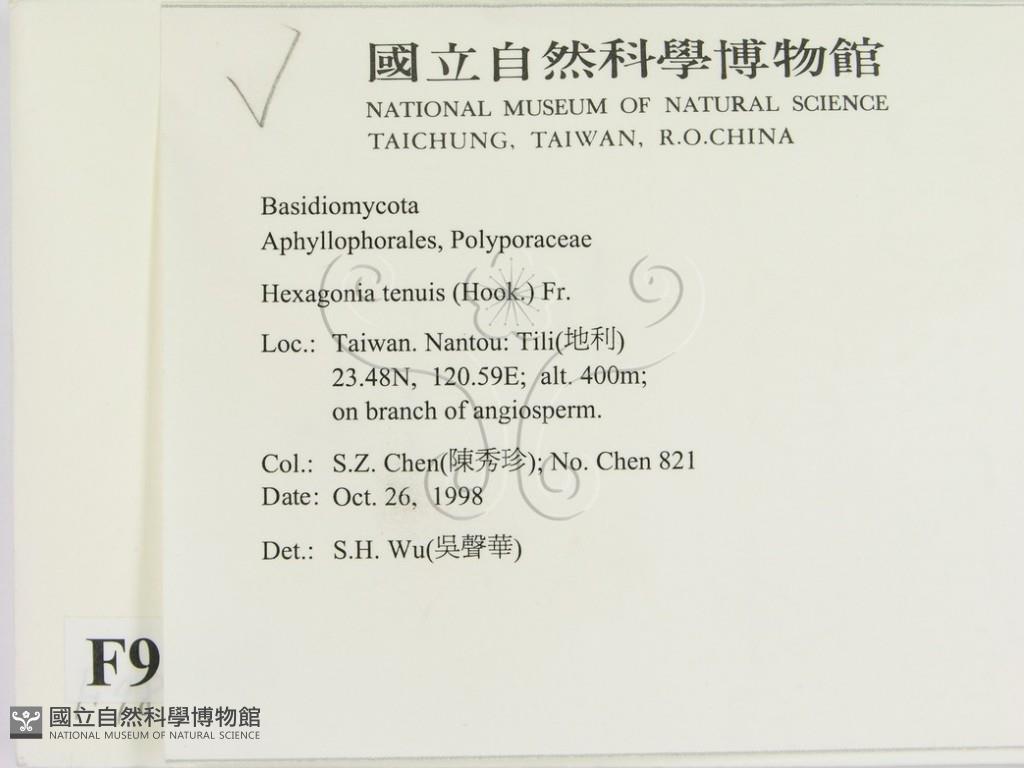 國立自然科學博物館
NATIONAL MUSEUM OF NATURAL SCIENCE
TAICHUNG, TAIWAN, R.O.CHINA
Basidiomycota
Aphyllophorales, Polyporaceae
Hexagonia tenuis (Hook.) Fr.
Loc.: Taiwan. Nantou: Tili(地利)
23.48N, 120.59E; alt. 400m;
on branch of angiosperm.
Col.: S.Z. Chen(陳秀珍); No. Chen 821
Date: Oct. 26, 1998
Det.: S.H. Wu(吳聲華)
F9
國立自然科學博物館
NATIONAL MUSEUM OF NATURAL SCIENCE